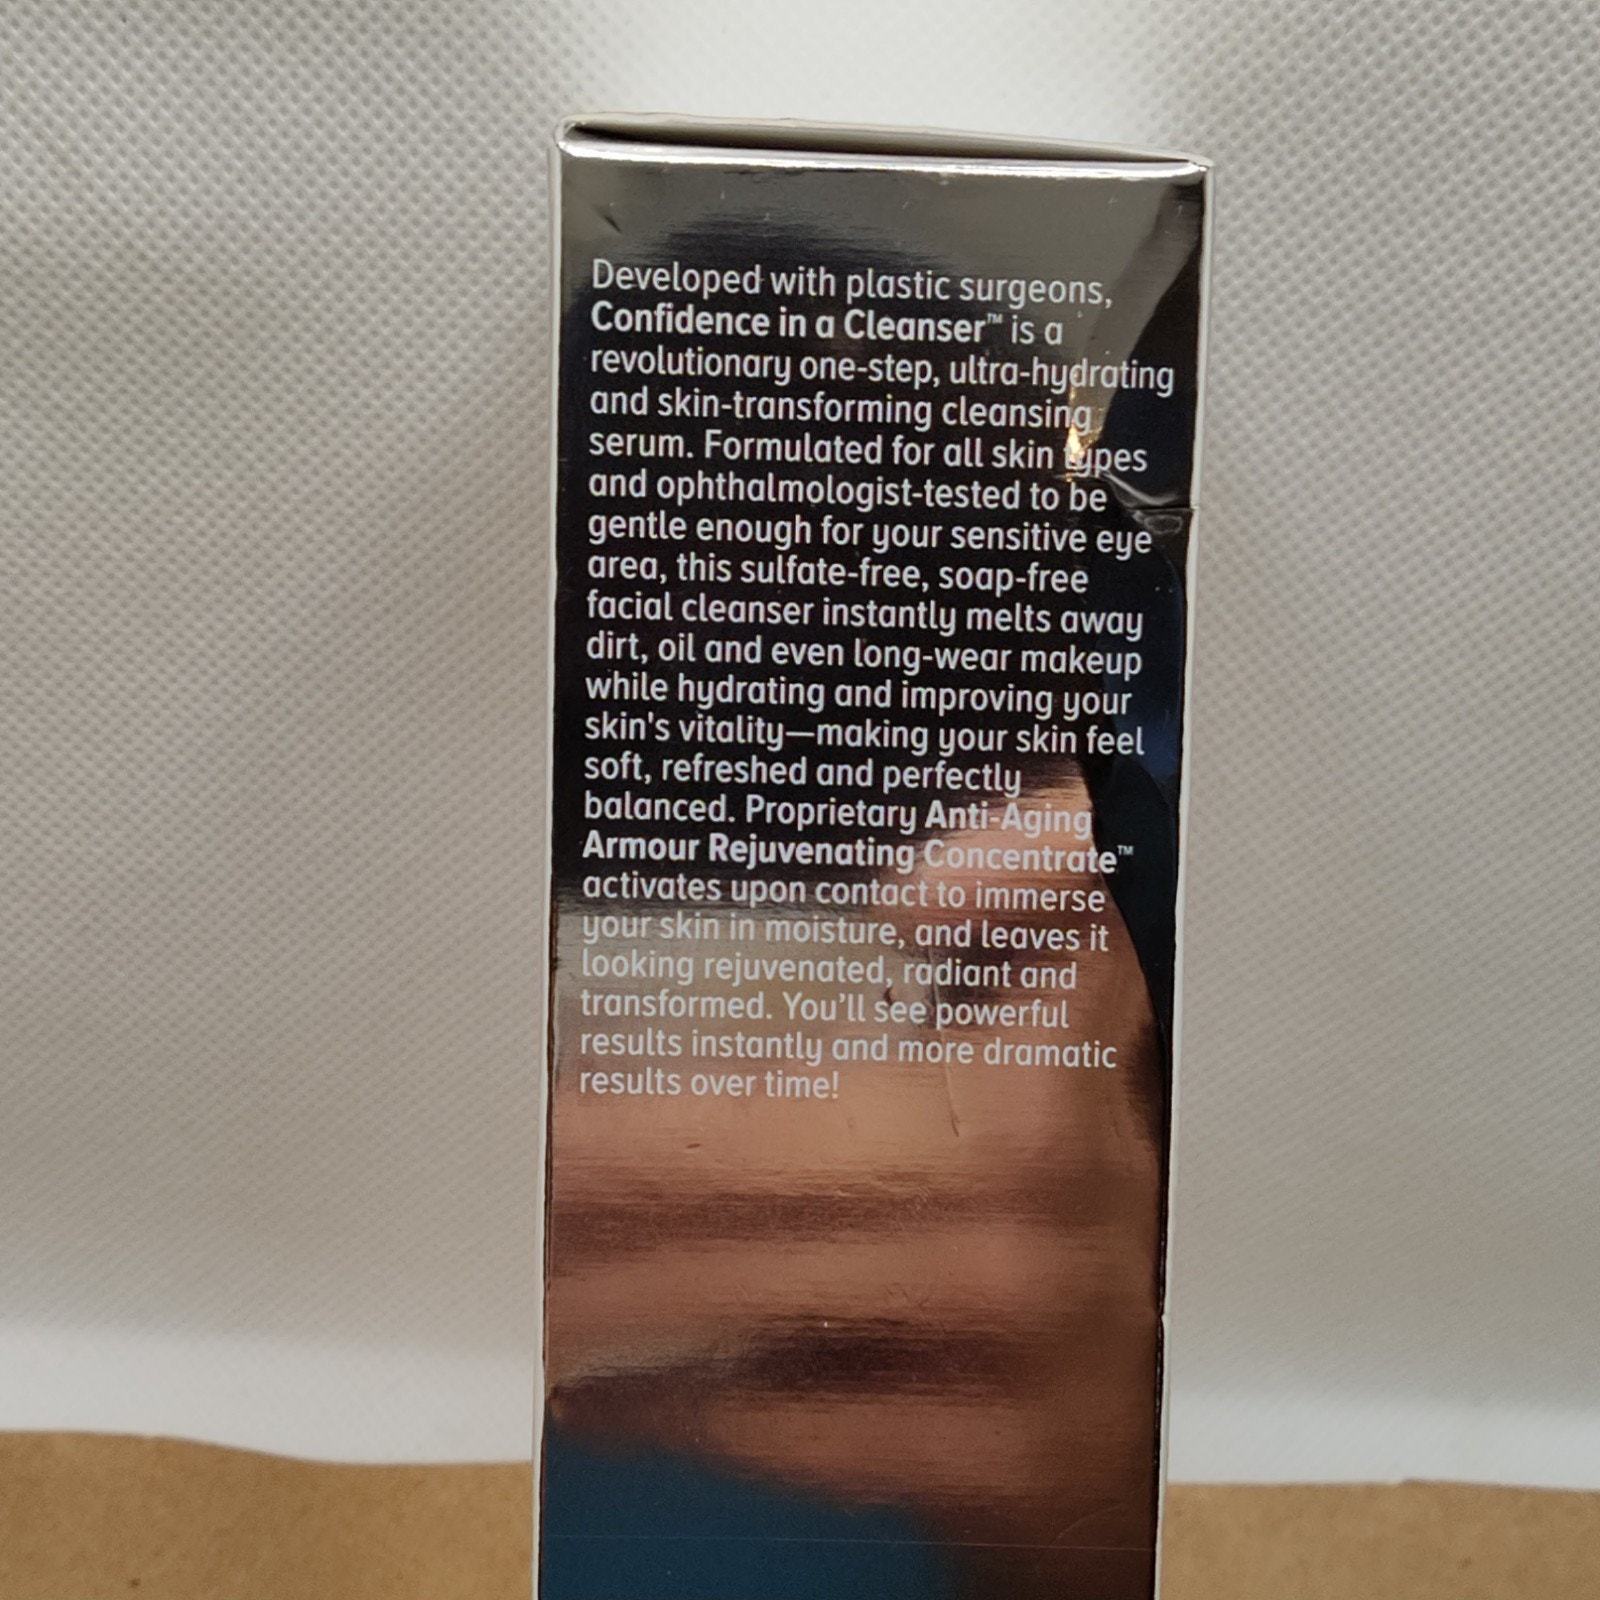 Developed with plastic surgeons,
Confidence in a Cleanser™ is a
revolutionary one-step, ultra-hydrating
and skin-transforming cleansing
serum. Formulated for all skin types
and ophthalmologist-tested to be
gentle enough for your sensitive eye
area, this sulfate-free, soap-free
facial cleanser instantly melts away
dirt, oil and even long-wear makeup
while hydrating and improving your
skin's vitality—making your skin feel
soft, refreshed and perfectly
balanced. Proprietary Anti-Aging
Armour Rejuvenating Concentrate™
activates upon contact to immerse
your skin in moisture, and leaves it
looking rejuvenated, radiant and
transformed. You’ll see powerful
results instantly and more dramatic
results over time!